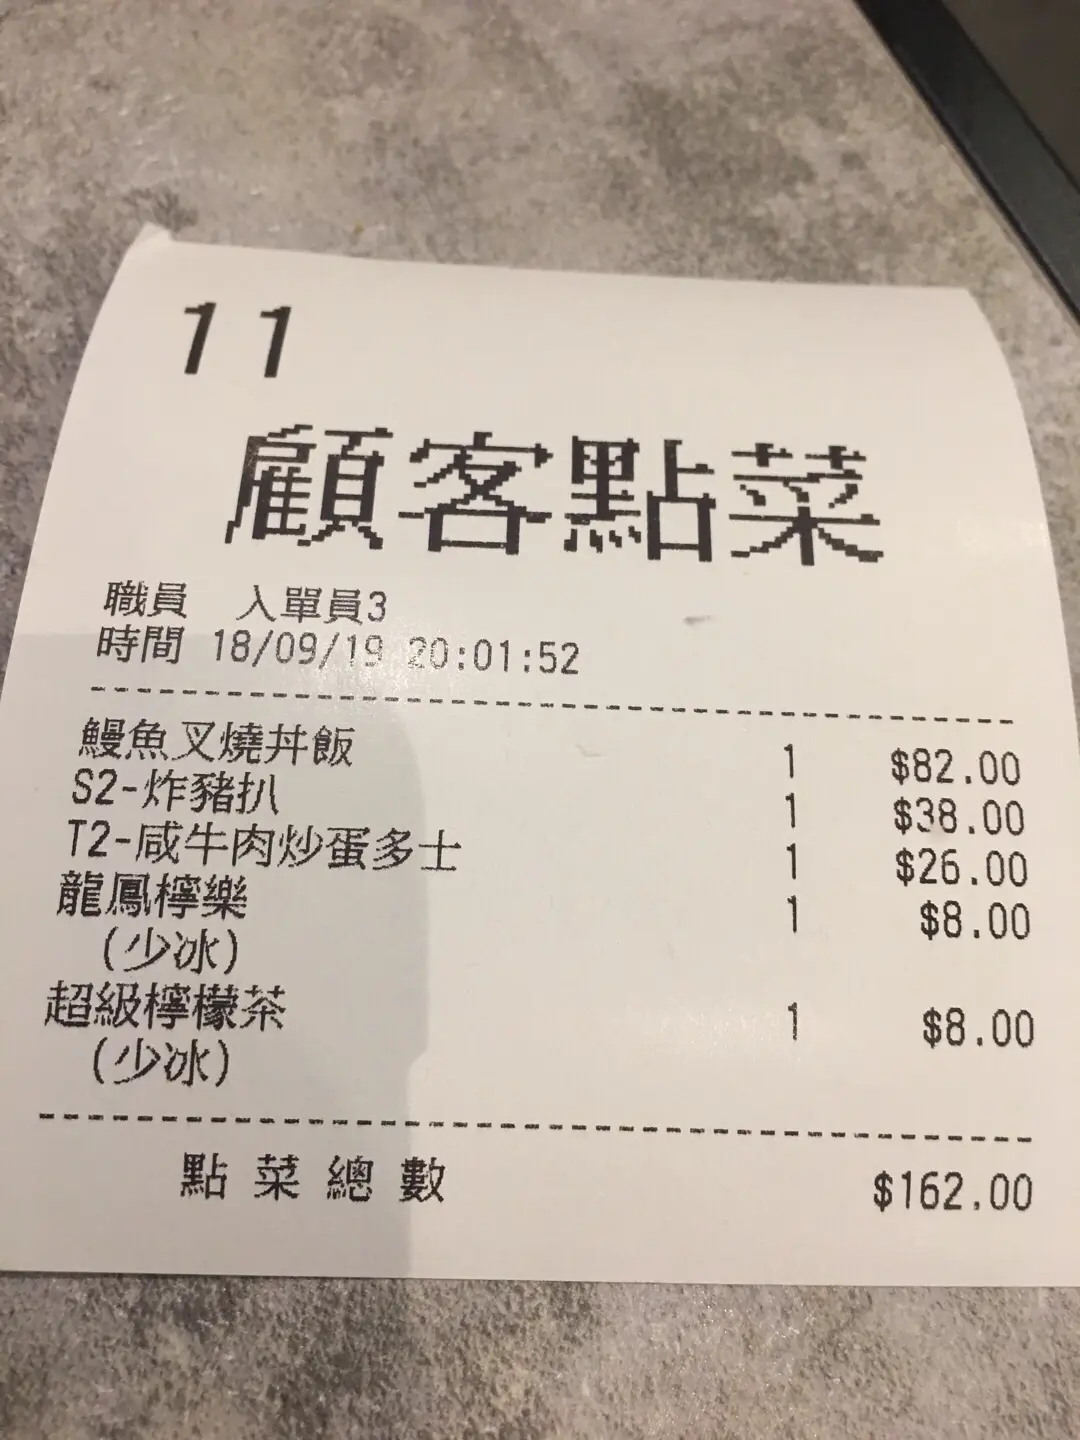 11
顧客點菜
職員 入單員3
時間 18/09/19 20:01:52
鰻魚叉燒丼飯 1 $82.00
S2-炸豬扒 1 $38.00
T2-咸牛肉炒蛋多士 1 $26.00
龍鳳檸樂 1 $8.00
(少冰)
超級檸檬茶 1 $8.00
(少冰)
點菜總數 $162.00